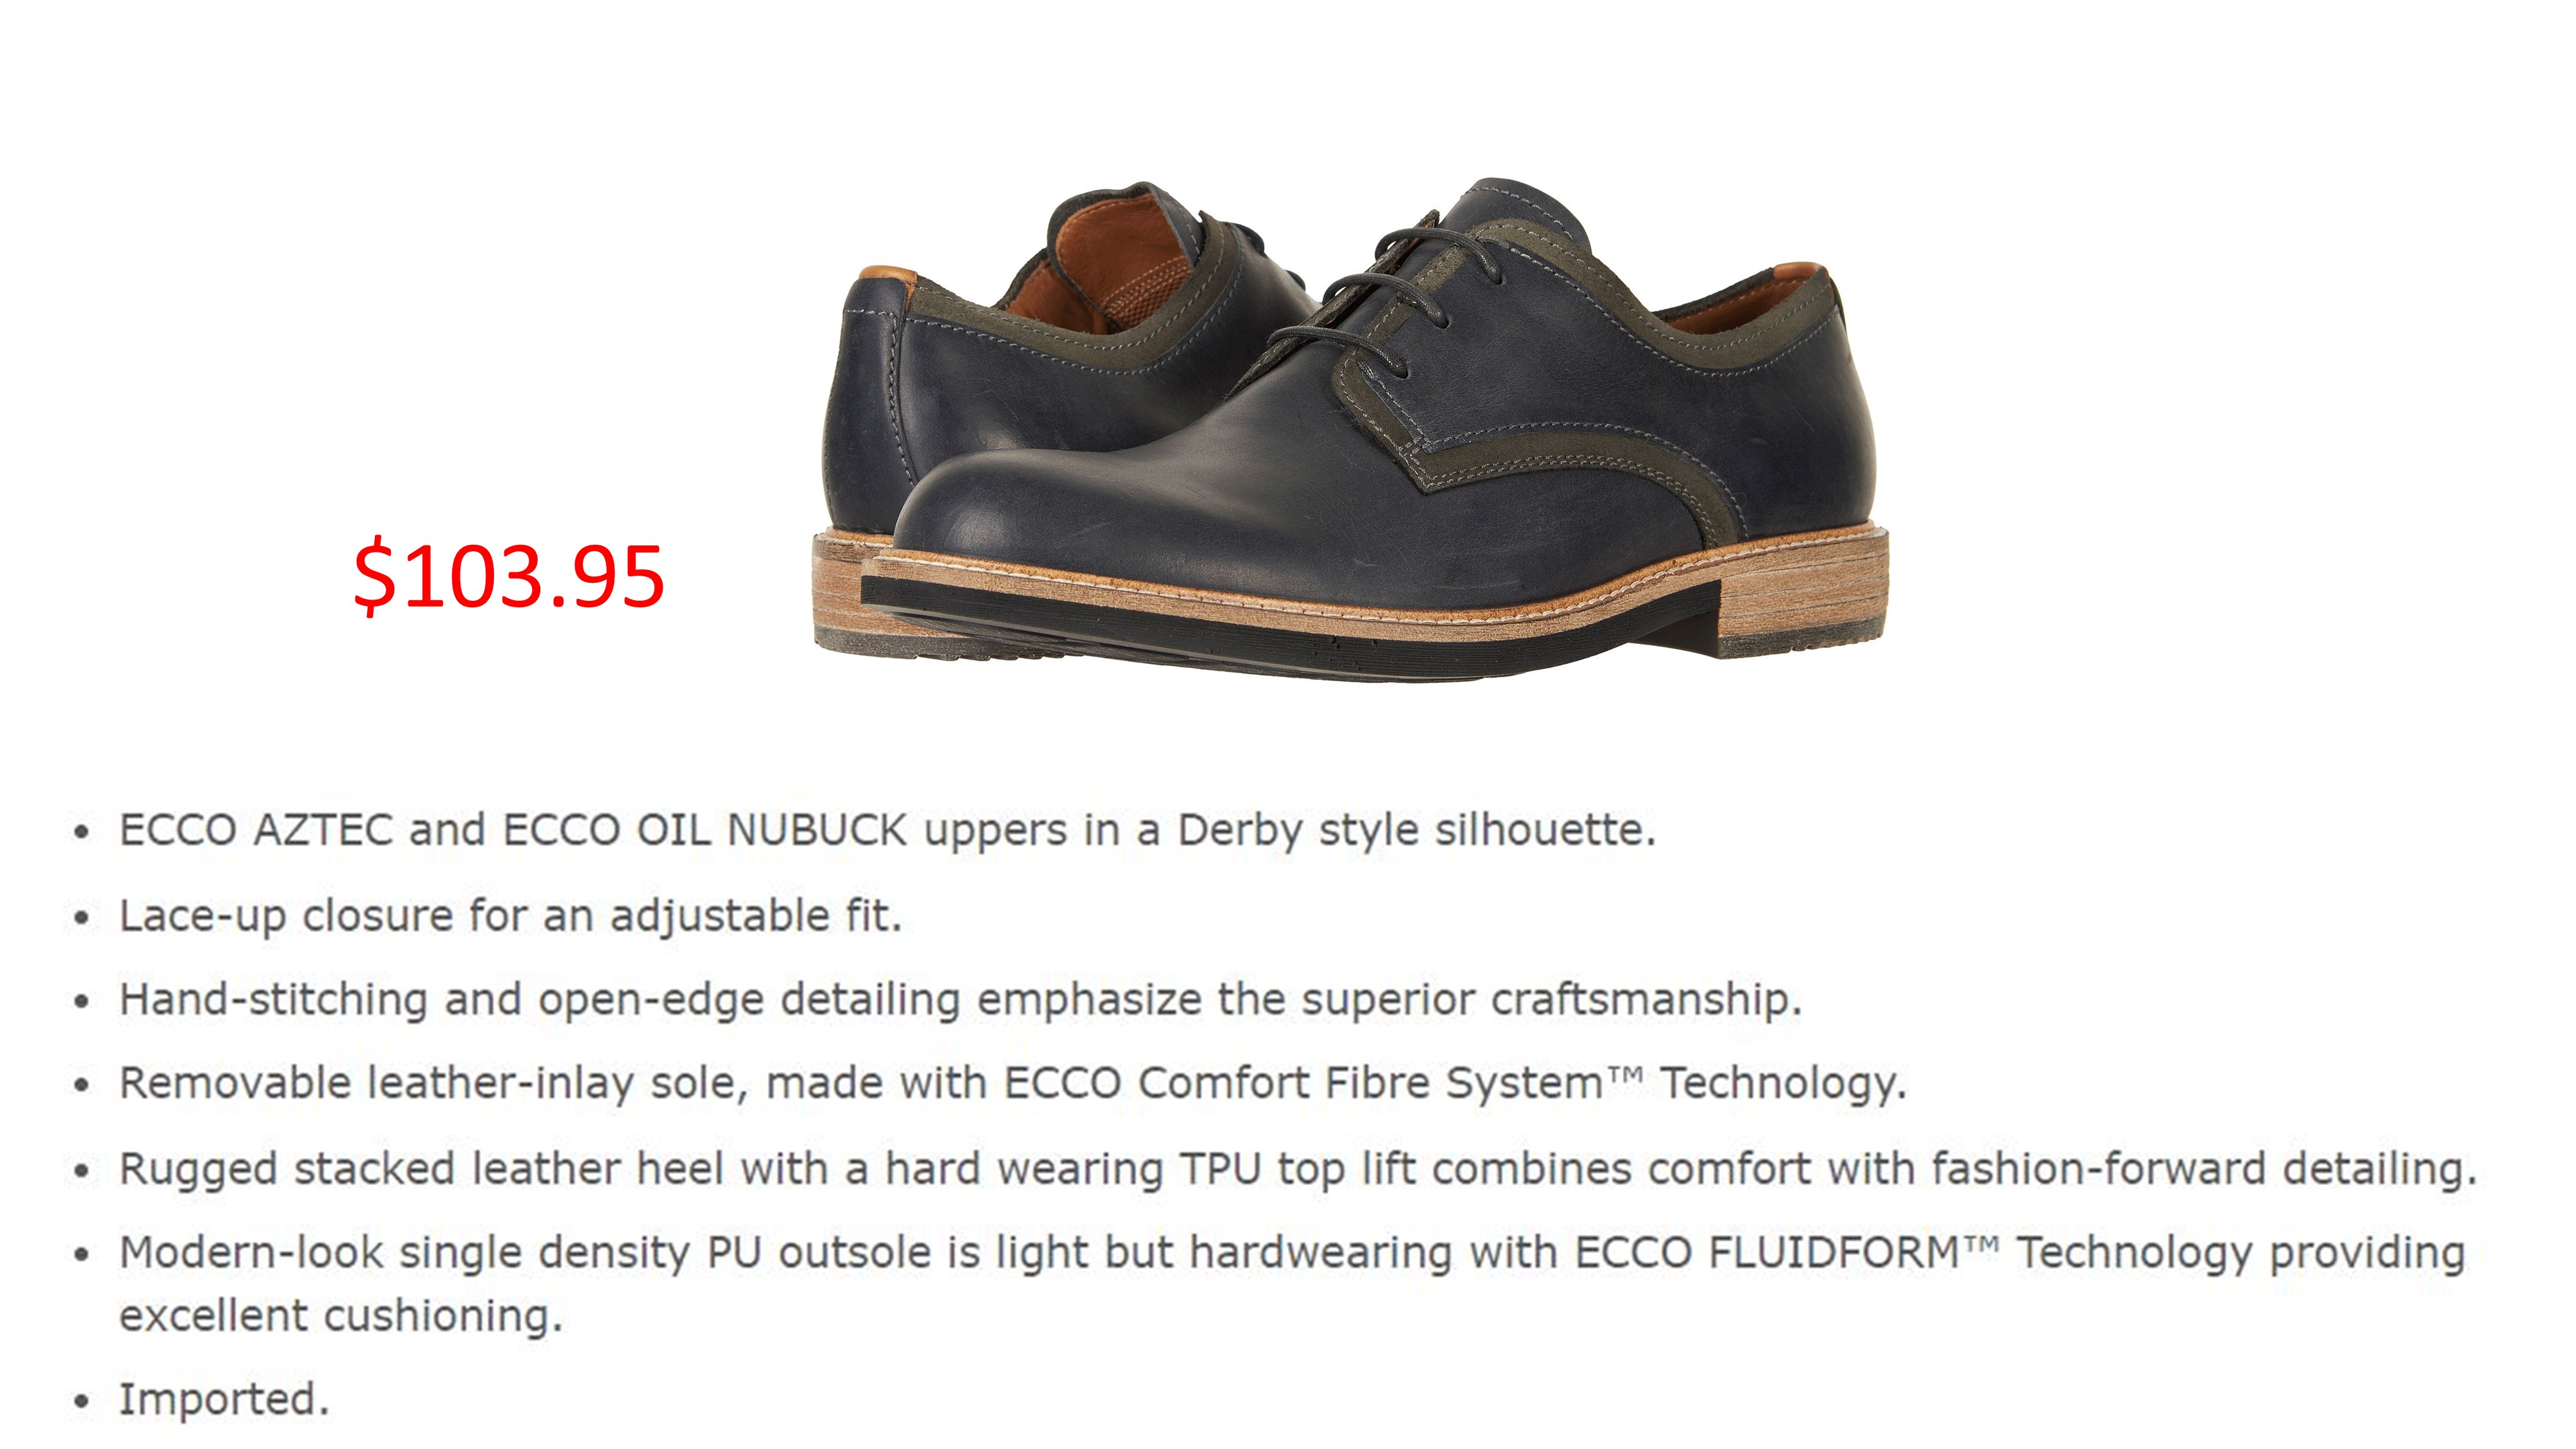 $103.95
• ECCO AZTEC and ECCO OIL NUBUCK uppers in a Derby style silhouette.
• Lace-up closure for an adjustable fit.
• Hand-stitching and open-edge detailing emphasize the superior craftsmanship.
• Removable leather-inlay sole, made with ECCO Comfort Fibre System™ Technology.
• Rugged stacked leather heel with a hard wearing TPU top lift combines comfort with fashion-forward detailing.
• Modern-look single density PU outsole is light but hardwearing with ECCO FLUIDFORM™ Technology providing
excellent cushioning.
• Imported.